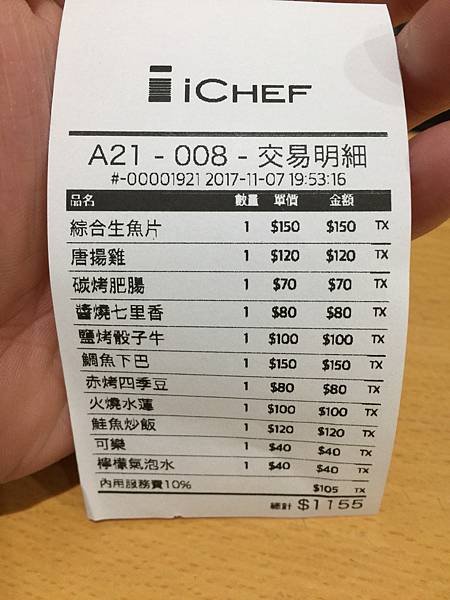 iCHEF
A21 - 008 - 交易明細
#-00001921 2017-11-07 19:53:16
品名 數量 單價 金額
綜合生魚片 1 $150 $150 TX
唐揚雞 1 $120 $120 TX
碳烤肥腸 1 $70 $70 TX
醬燒七里香 1 $80 $80 TX
鹽烤骰子牛 1 $100 $100 TX
鯛魚下巴 1 $150 $150 TX
赤烤四季豆 1 $80 $80 TX
火燒水蓮 1 $100 $100 TX
鮭魚炒飯 1 $120 $120 TX
可樂 1 $40 $40 TX
檸檬氣泡水 1 $40 $40 TX
內用服務費10% $105 TX
總計 $1155